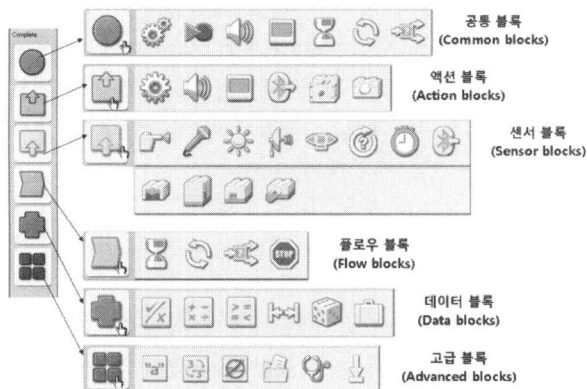 Complete
공통 블록
(Common blocks)
액션 블록
(Action blocks)
센서 블록
(Sensor blocks)
STOP
플로우 블록
(Flow blocks)
데이터 블록
(Data blocks)
"a"
고급 블록
(Advanced blocks)